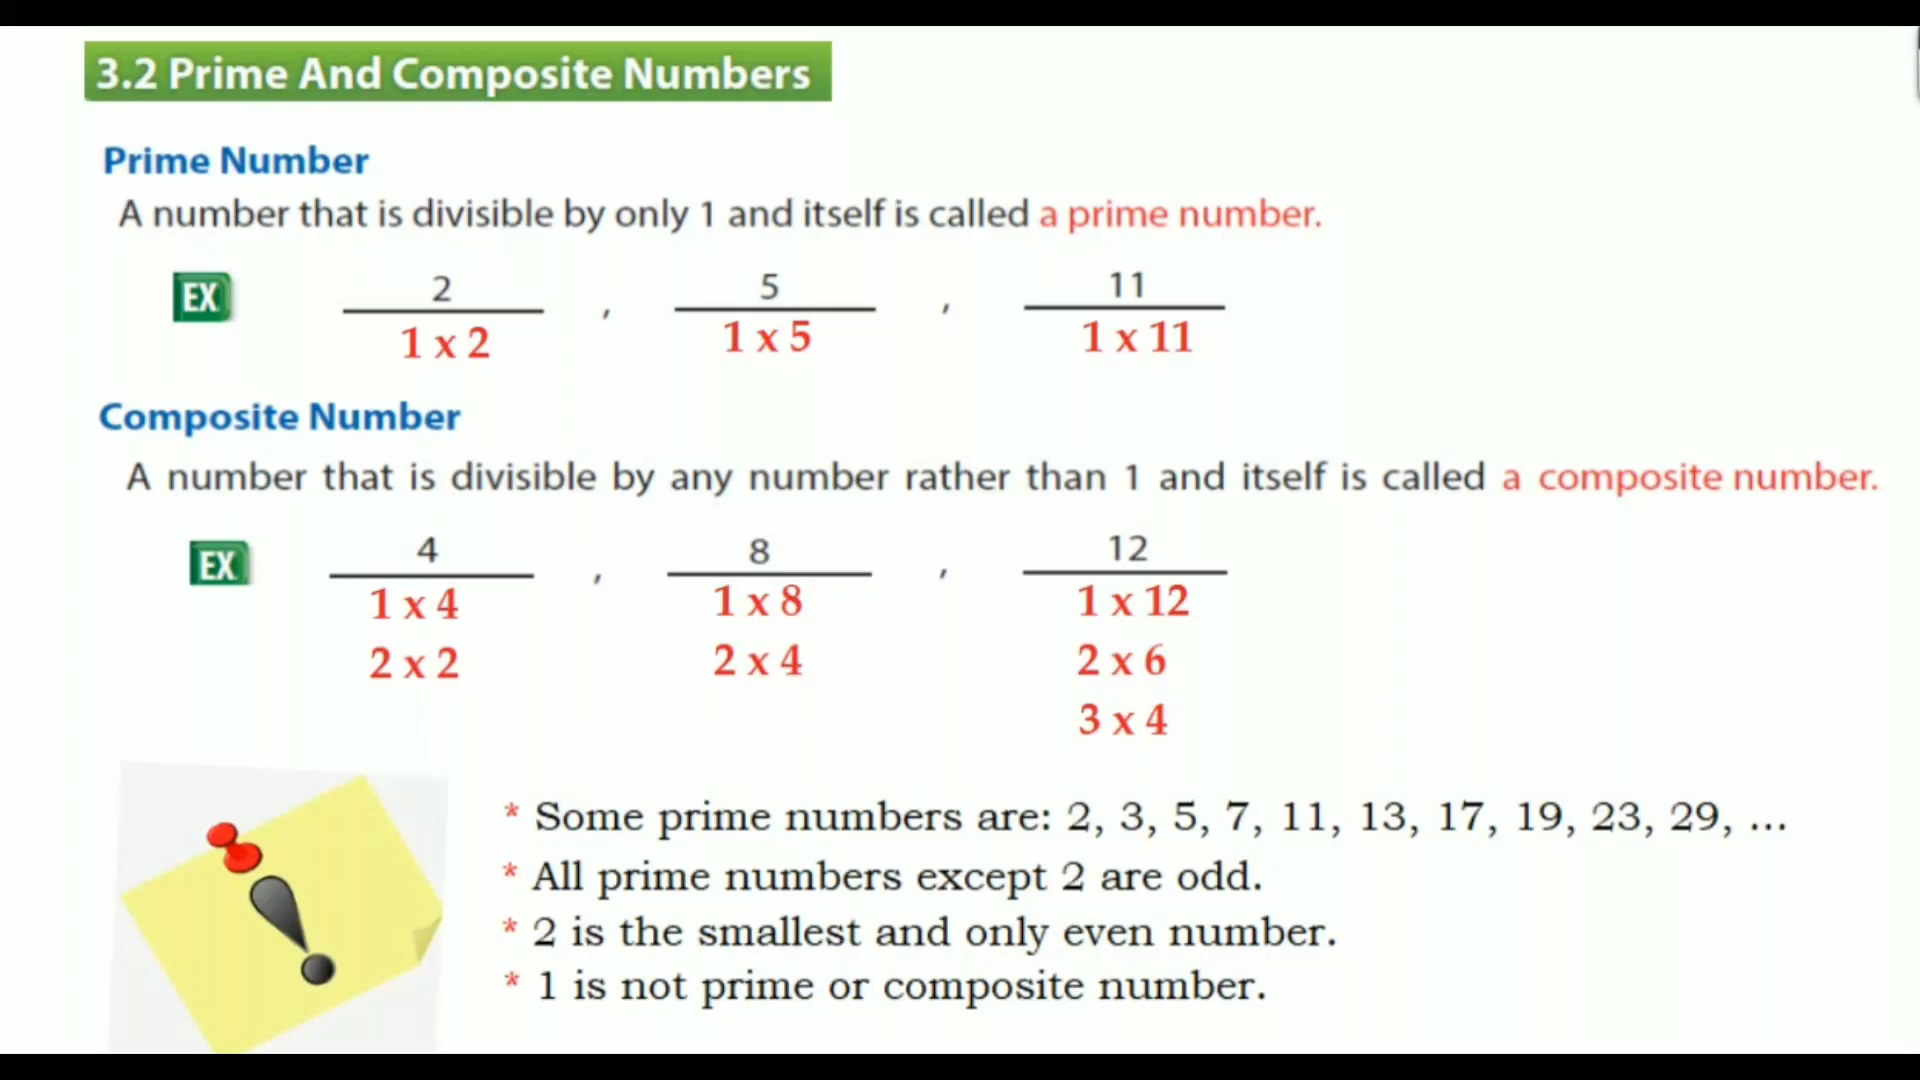 3.2 Prime And Composite Numbers
Prime Number
A number that is divisible by only 1 and itself is called a prime number.
EX 2 , 5 , 11
1 x 2 1 x 5 1 x 11
Composite Number
A number that is divisible by any number rather than 1 and itself is called a composite number.
EX 4 , 8 , 12
1 x 4 1 x 8 1 x 12
2 x 2 2 x 4 2 x 6
3 x 4
* Some prime numbers are: 2, 3, 5, 7, 11, 13, 17, 19, 23, 29, ...
* All prime numbers except 2 are odd.
* 2 is the smallest and only even number.
* 1 is not prime or composite number.